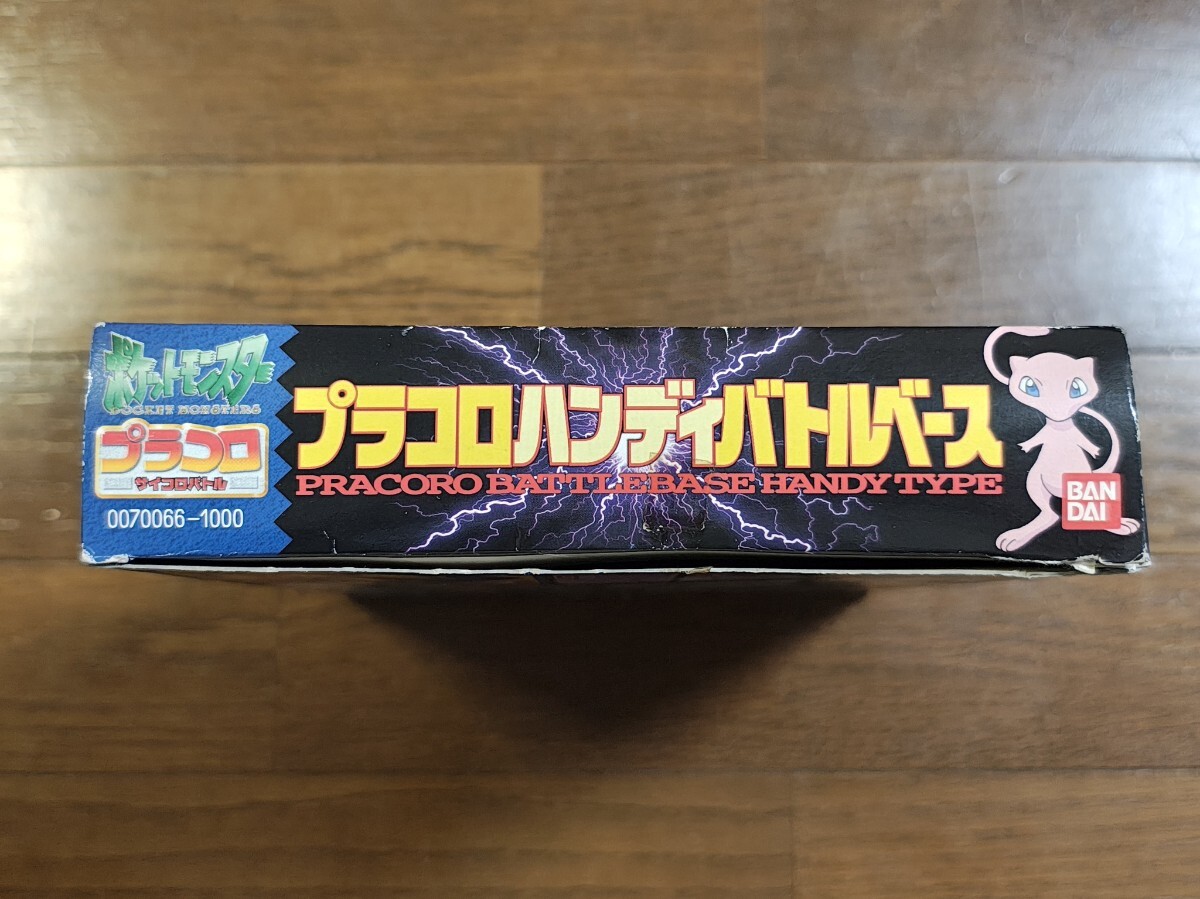 ポケットモンスター
POCKET MONSTERS
プラコロ
サイコロバトル
0070066-1000
プラコロハンディバトルベース
PRACORO BATTLE BASE HANDY TYPE
BAN
DAI